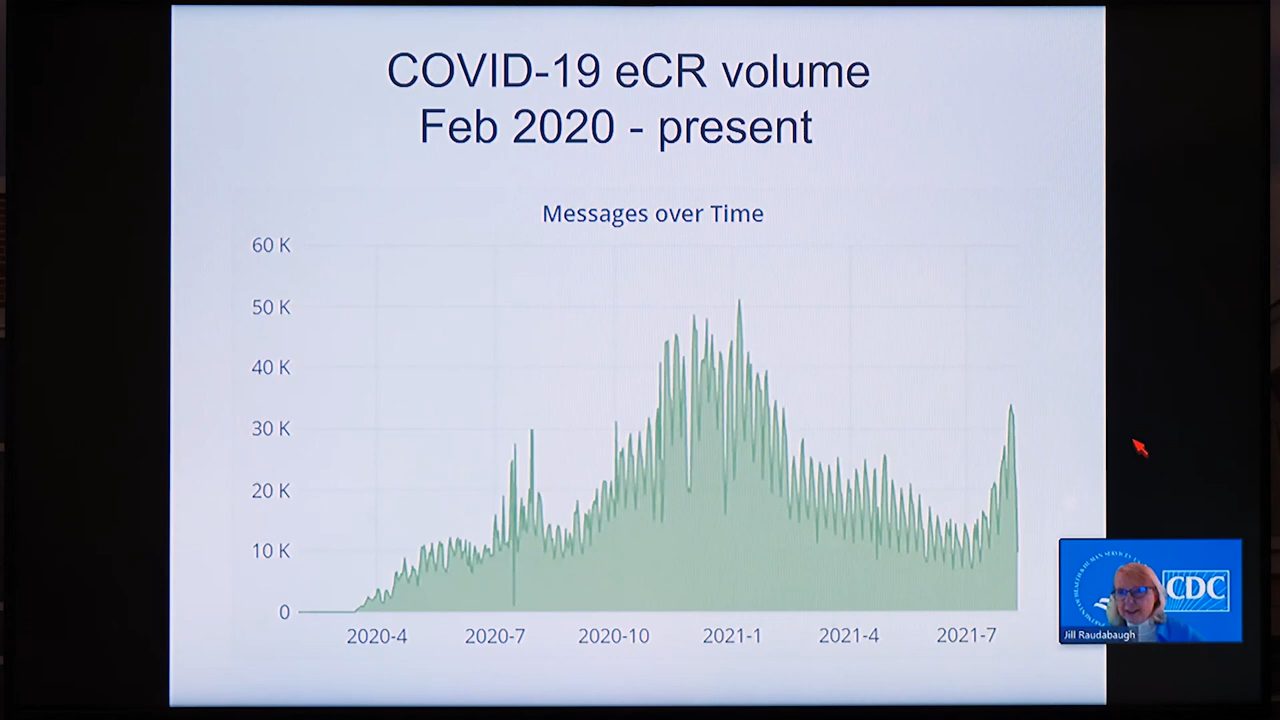 COVID-19 eCR volume
Feb 2020 - present
Messages over Time
60 K
50 K
40 K
30 K
20 K
10 K
0
2020-4 2020-7 2020-10 2021-1 2021-4 2021-7
CDC
Jill Raudabaugh